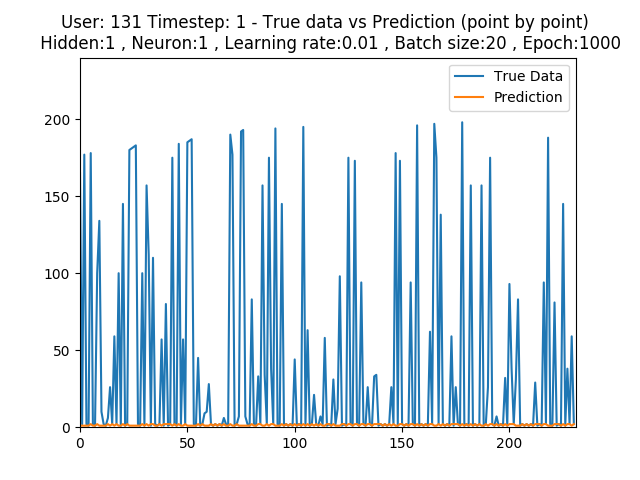 User: 131 Timestep: 1 - True data vs Prediction (point by point)
Hidden:1 , Neuron:1 , Learning rate:0.01 , Batch size:20 , Epoch:1000
True Data
Prediction
200
150
100
50
0
0 50 100 150 200